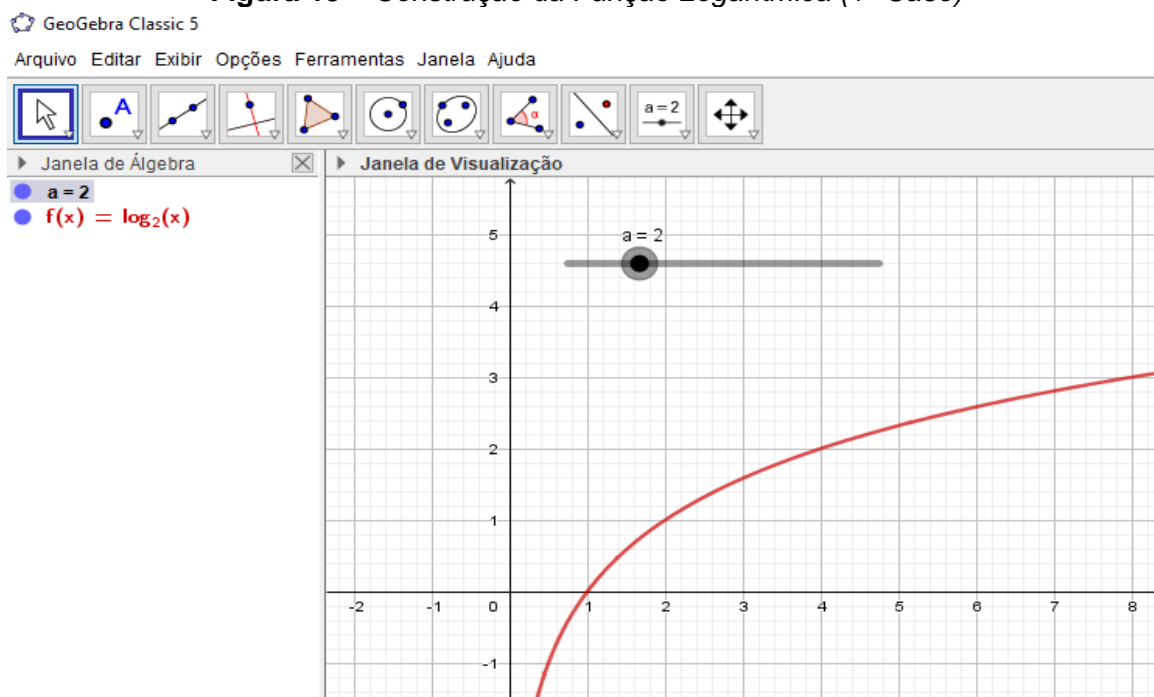 GeoGebra Classic 5
Arquivo Editar Exibir Opções Ferramentas Janela Ajuda
A
α
a = 2
Janela de Álgebra
Janela de Visualização
a = 2
f(x) = log₂(x)
a = 2
5
4
3
2
1
-2 -1 0 1 2 3 4 5 6 7 8
-1